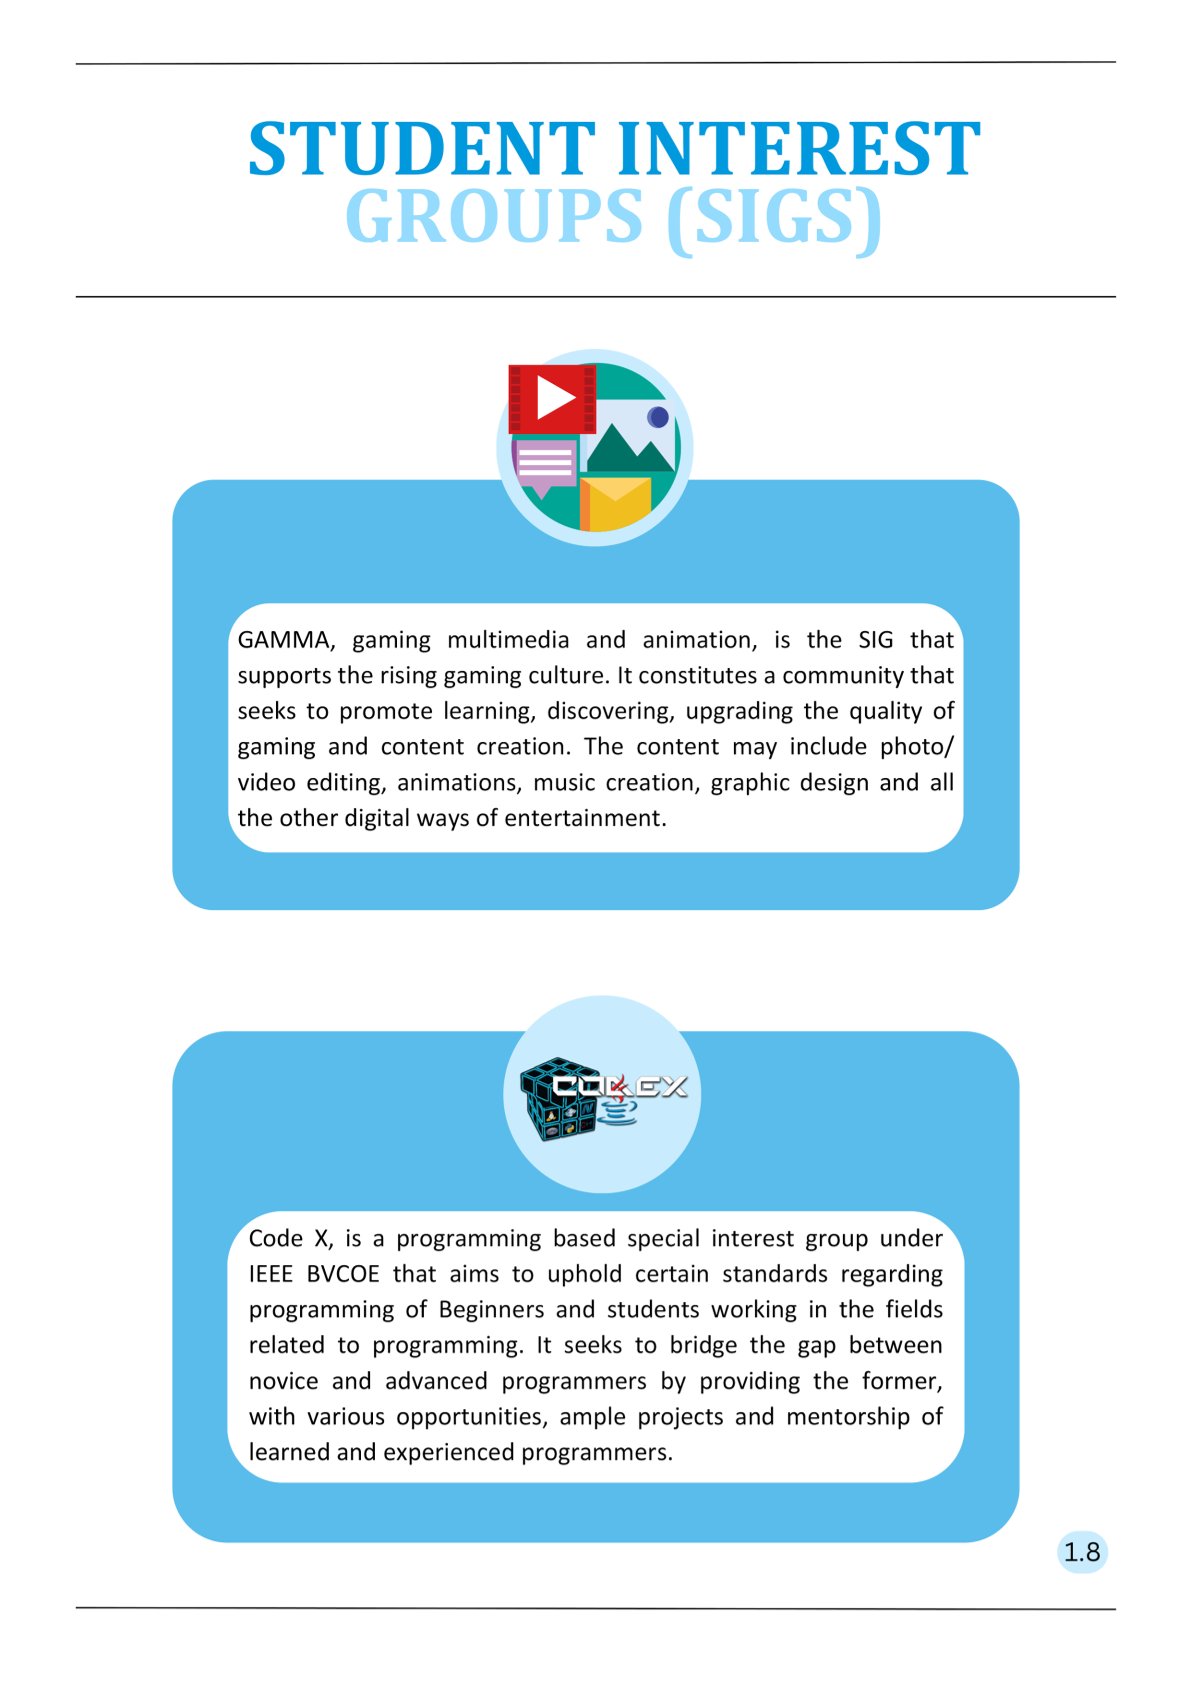 STUDENT INTEREST
GROUPS (SIGS)
GAMMA, gaming multimedia and animation, is the SIG that
supports the rising gaming culture. It constitutes a community that
seeks to promote learning, discovering, upgrading the quality of
gaming and content creation. The content may include photo/
video editing, animations, music creation, graphic design and all
the other digital ways of entertainment.
CODEX
Code X, is a programming based special interest group under
IEEE BVCOE that aims to uphold certain standards regarding
programming of Beginners and students working in the fields
related to programming. It seeks to bridge the gap between
novice and advanced programmers by providing the former,
with various opportunities, ample projects and mentorship of
learned and experienced programmers.
1.8